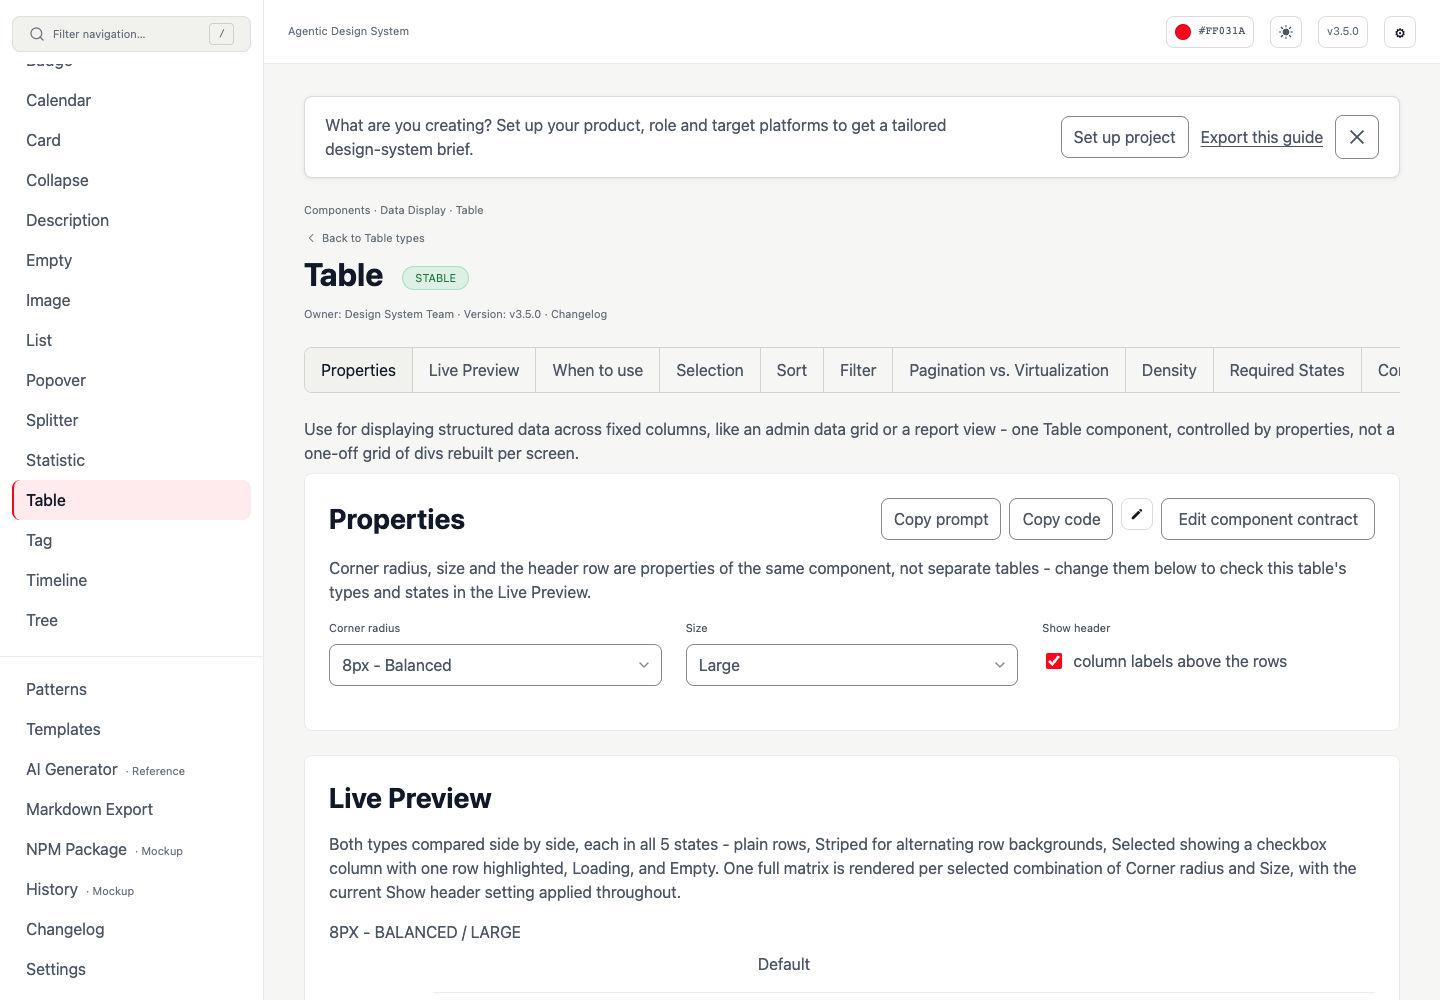 Filter navigation...
/
Badge
Calendar
Card
Collapse
Description
Empty
Image
List
Popover
Splitter
Statistic
Table
Tag
Timeline
Tree
Patterns
Templates
AI Generator · Reference
Markdown Export
NPM Package · Mockup
History · Mockup
Changelog
Settings
Agentic Design System
#FF031A
v3.5.0
What are you creating? Set up your product, role and target platforms to get a tailored
design-system brief.
Set up project
Export this guide
Components · Data Display · Table
Back to Table types
Table
STABLE
Owner: Design System Team · Version: v3.5.0 · Changelog
Properties
Live Preview
When to use
Selection
Sort
Filter
Pagination vs. Virtualization
Density
Required States
Use for displaying structured data across fixed columns, like an admin data grid or a report view - one Table component, controlled by properties, not a
one-off grid of divs rebuilt per screen.
Properties
Copy prompt
Copy code
Edit component contract
Corner radius, size and the header row are properties of the same component, not separate tables - change them below to check this table's
types and states in the Live Preview.
Corner radius
Size
Show header
8px - Balanced
Large
column labels above the rows
Live Preview
Both types compared side by side, each in all 5 states - plain rows, Striped for alternating row backgrounds, Selected showing a checkbox
column with one row highlighted, Loading, and Empty. One full matrix is rendered per selected combination of Corner radius and Size, with the
current Show header setting applied throughout.
8PX - BALANCED / LARGE
Default